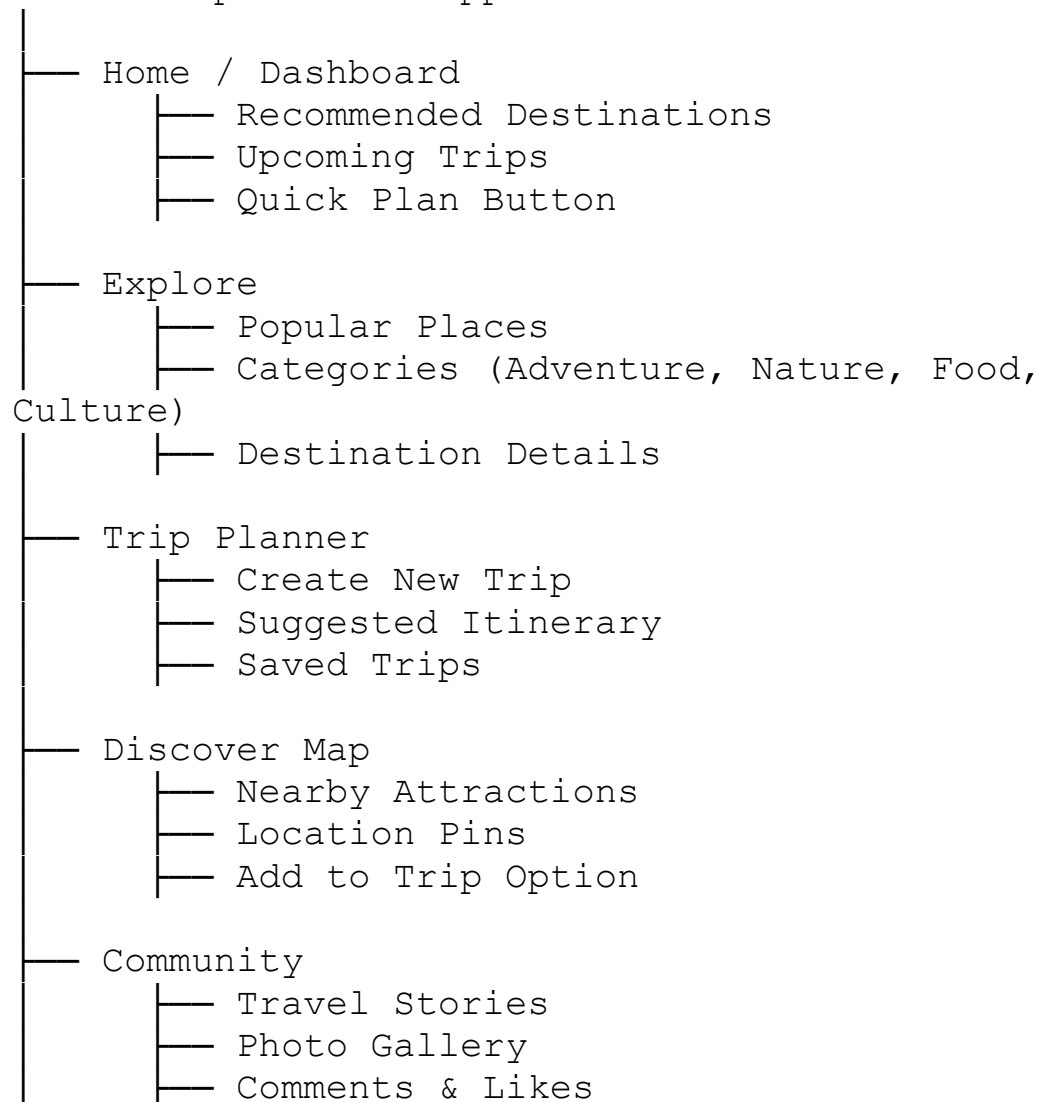 Home / Dashboard
Recommended Destinations
Upcoming Trips
Quick Plan Button
Explore
Popular Places
Categories (Adventure, Nature, Food,
Culture)
Destination Details
Trip Planner
Create New Trip
Suggested Itinerary
Saved Trips
Discover Map
Nearby Attractions
Location Pins
Add to Trip Option
Community
Travel Stories
Photo Gallery
Comments & Likes